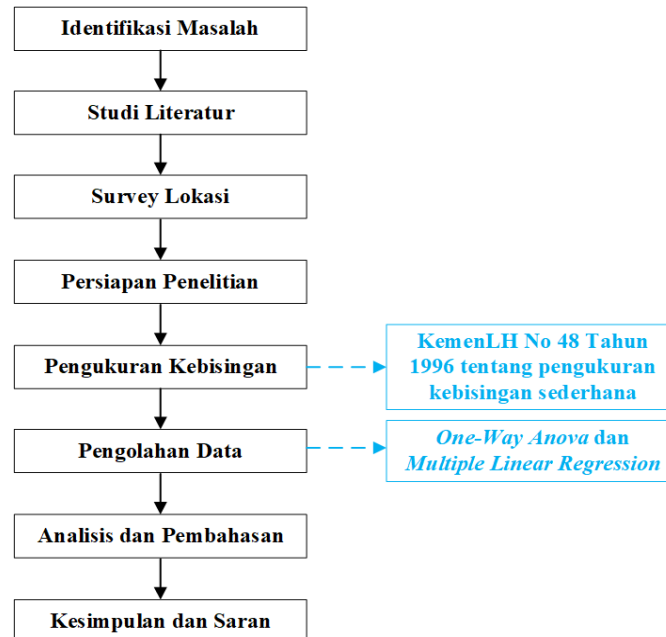 Identifikasi Masalah
Studi Literatur
Survey Lokasi
Persiapan Penelitian
Pengukuran Kebisingan
KemenLH No 48 Tahun
1996 tentang pengukuran
kebisingan sederhana
Pengolahan Data
One-Way Anova dan
Multiple Linear Regression
Analisis dan Pembahasan
Kesimpulan dan Saran